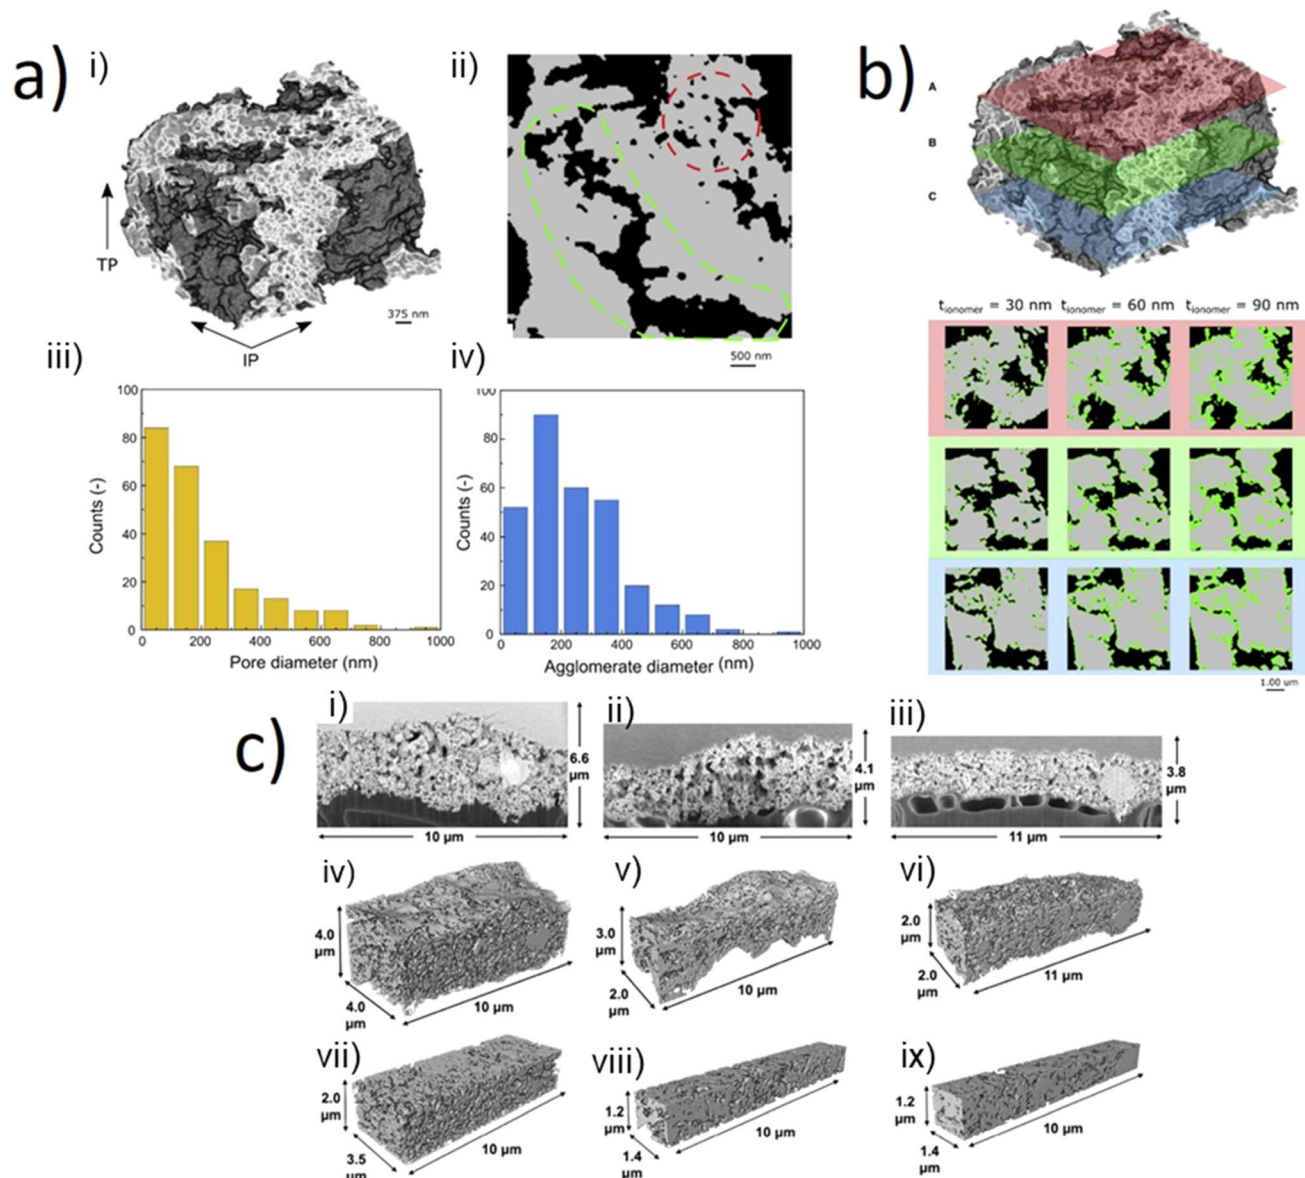 a)
i)
TP
IP
375 nm
ii)
500 nm
iii)
100
80
60
40
20
0
Counts (-)
0 200 400 600 800 1000
Pore diameter (nm)
iv)
100
80
60
40
20
0
Counts (-)
0 200 400 600 800 1000
Agglomerate diameter (nm)
b)
A
B
C
tionomer = 30 nm tionomer = 60 nm tionomer = 90 nm
1.00 um
c)
i)
6.6
µm
10 µm
ii)
4.1
µm
10 µm
iii)
3.8
µm
11 µm
iv)
4.0
µm
4.0
µm
10 µm
v)
3.0
µm
2.0
µm
10 µm
vi)
2.0
µm
2.0
µm
11 µm
vii)
2.0
µm
3.5
µm
10 µm
viii)
1.2
µm
1.4
µm
10 µm
ix)
1.2
µm
1.4
µm
10 µm